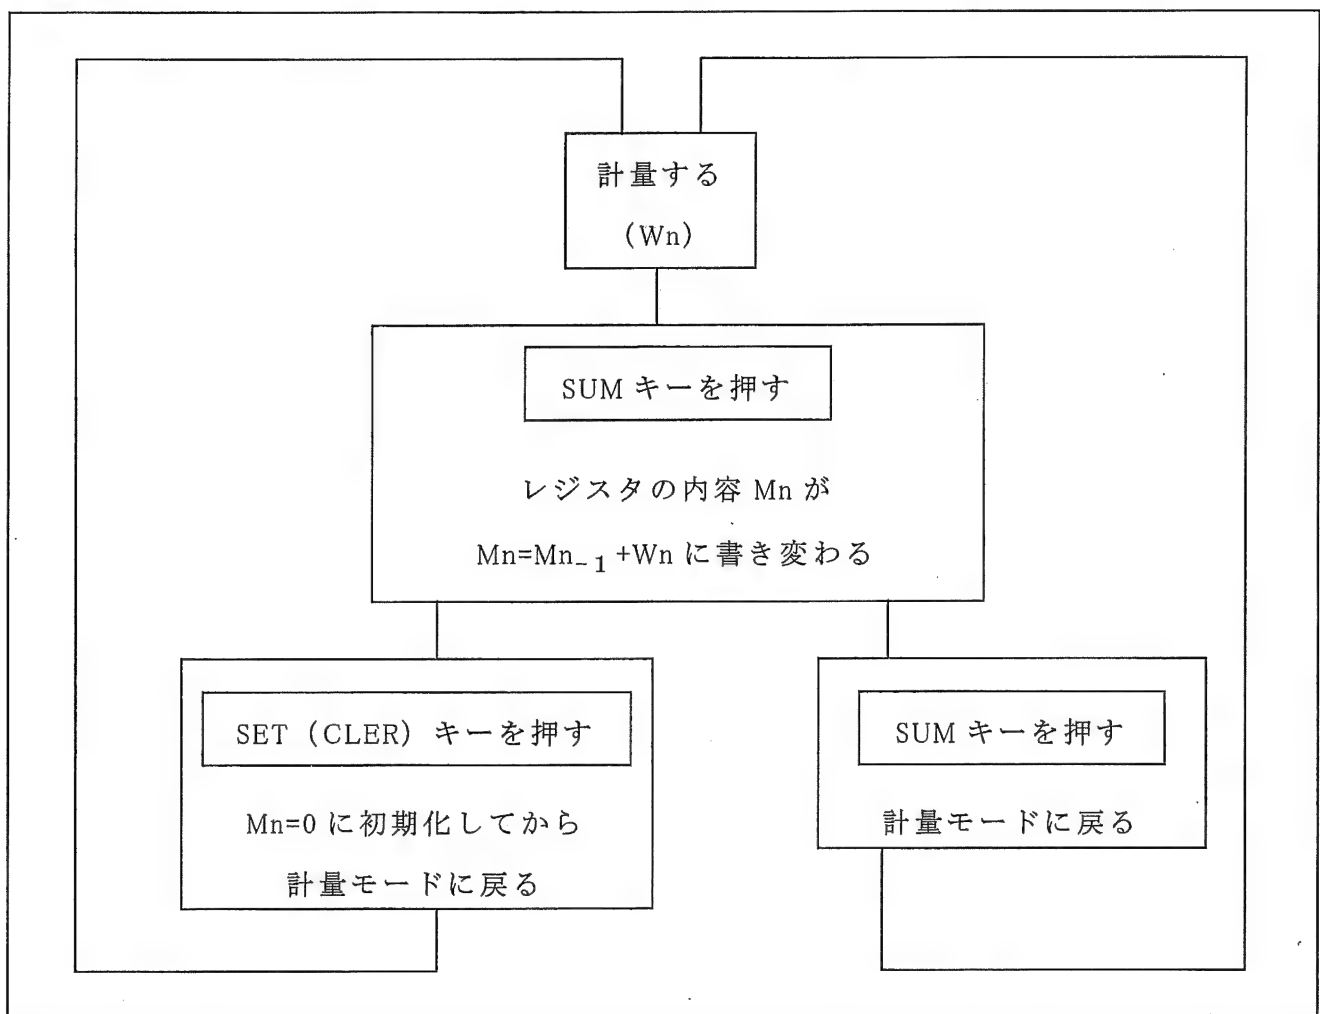 計量する
(Wn)
SUM キーを押す
レジスタの内容 Mn が
Mn=Mn₋₁+Wn に書き変わる
SET (CLER) キーを押す
Mn=0 に初期化してから
計量モードに戻る
SUM キーを押す
計量モードに戻る